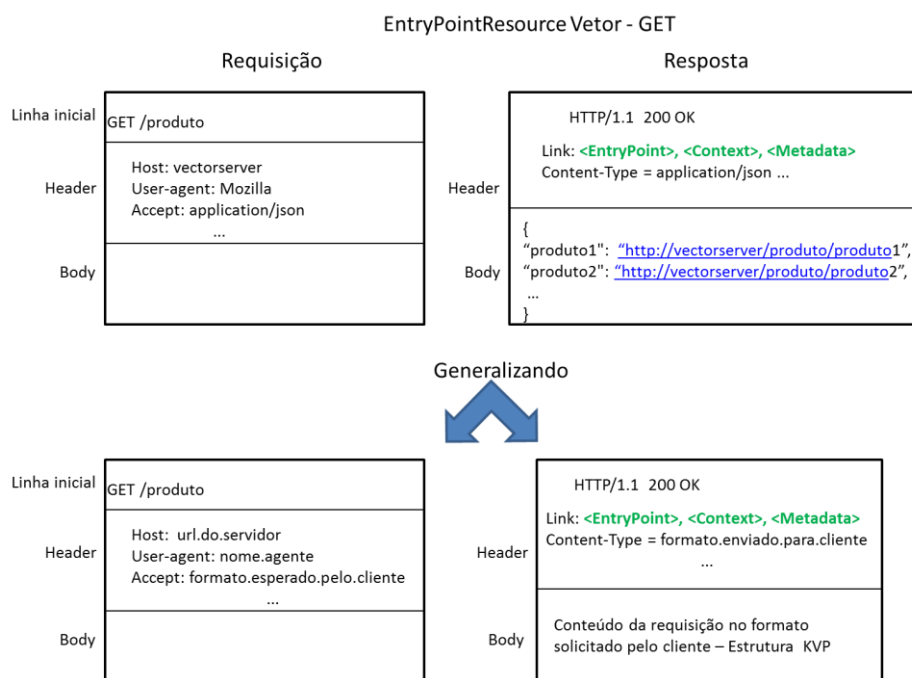 EntryPointResource Vetor - GET
Requisição
Resposta
Linha inicial
GET /produto
Header
Host: vectorserver
User-agent: Mozilla
Accept: application/json
...
Body
HTTP/1.1 200 OK
Link: <EntryPoint>, <Context>, <Metadata>
Content-Type = application/json ...
Header
{
“produto1": “http://vectorserver/produto/produto1”,
“produto2": “http://vectorserver/produto/produto2”,
...
}
Body
Generalizando
Linha inicial
GET /produto
Header
Host: url.do.servidor
User-agent: nome.agente
Accept: formato.esperado.pelo.cliente
...
Body
HTTP/1.1 200 OK
Link: <EntryPoint>, <Context>, <Metadata>
Content-Type = formato.enviado.para.cliente
...
Header
Conteúdo da requisição no formato
solicitado pelo cliente – Estrutura KVP
Body